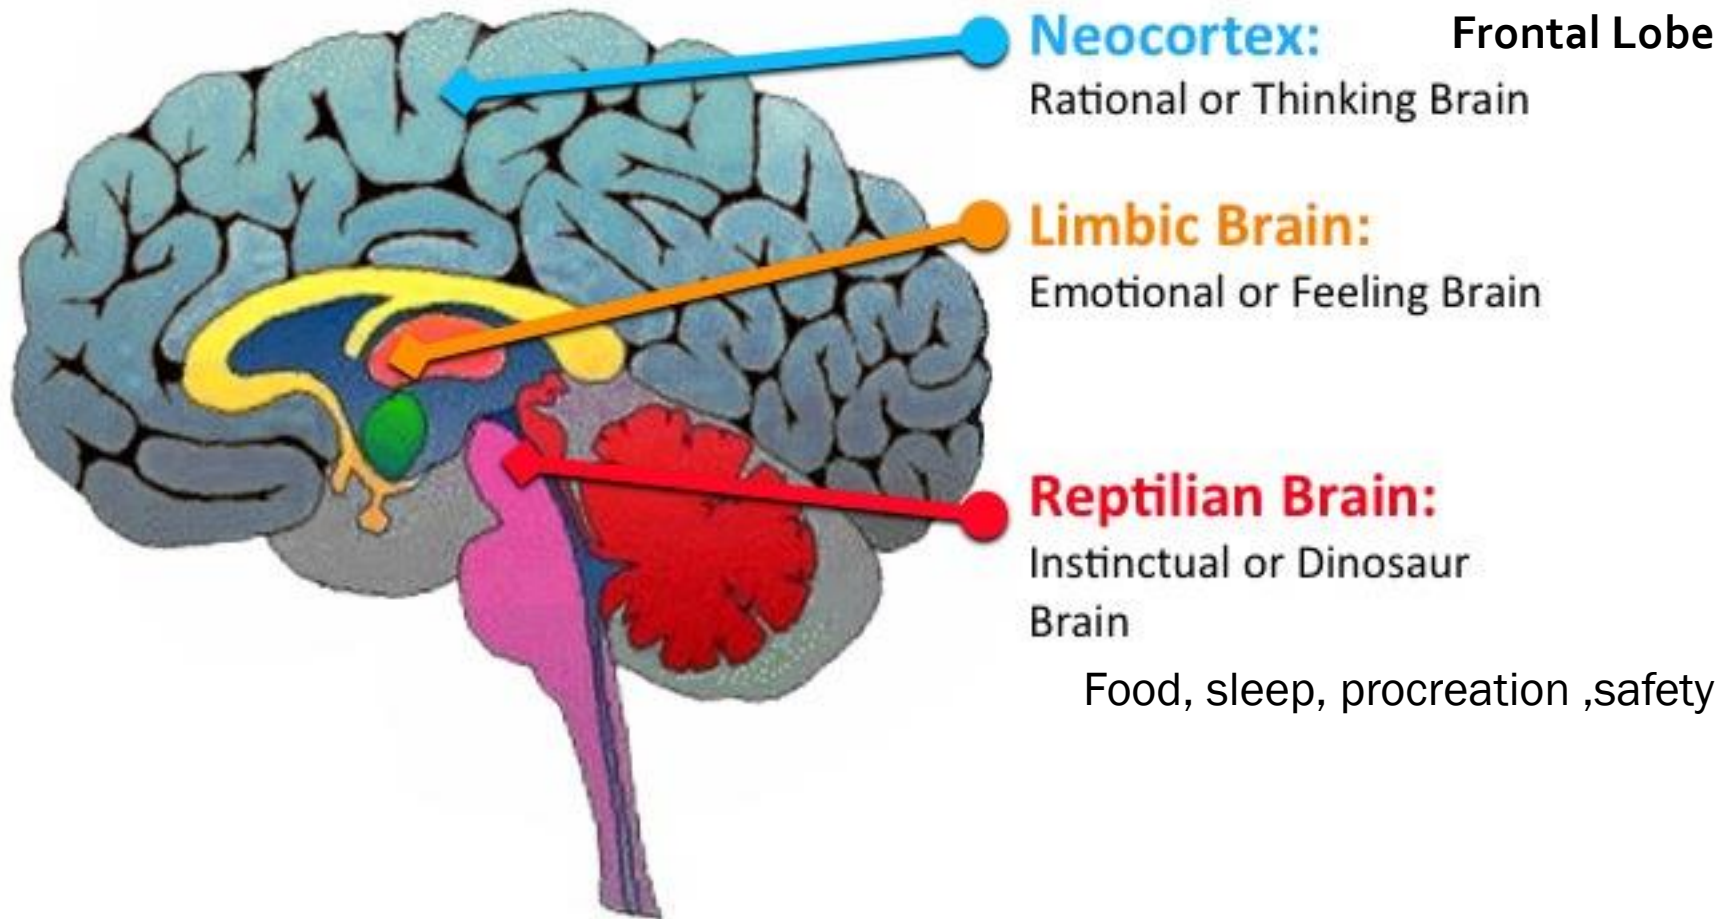 Neocortex: Frontal Lobe
Rational or Thinking Brain
Limbic Brain:
Emotional or Feeling Brain
Reptilian Brain:
Instinctual or Dinosaur
Brain
Food, sleep, procreation ,safety